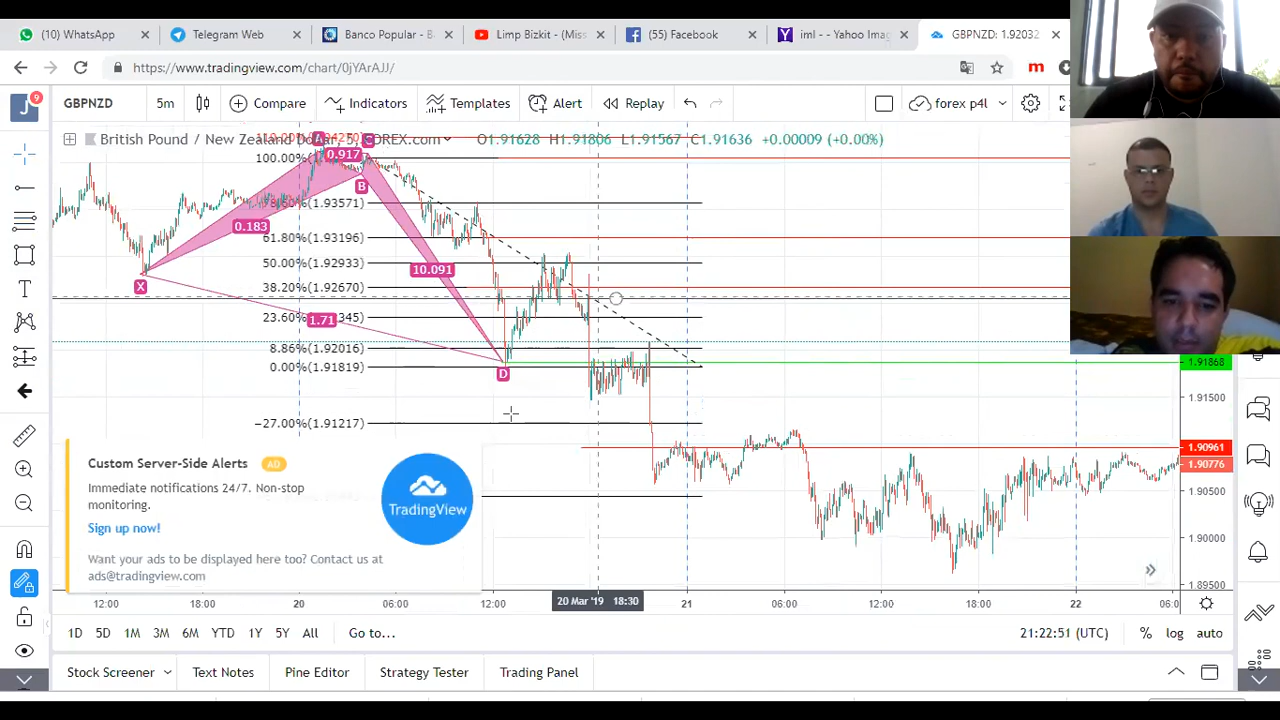 (10) WhatsApp
Telegram Web
Banco Popular - Ba
Limp Bizkit - (Miss
(55) Facebook
iml - - Yahoo Imag
GBPNZD: 1.92032
https://www.tradingview.com/chart/0jYArAJJ/
m
J
9
GBPNZD
5m
Compare
Indicators
Templates
Alert
Replay
forex p4l
British Pound / New Zealand Dollar, 5, FOREX.com
O1.91628 H1.91806 L1.91567 C1.91636 +0.00009 (+0.00%)
A
C
0.917
100.00%(
B
78.60%(1.93571)
0.183
61.80%(1.93196)
50.00%(1.92933)
10.091
X
38.20%(1.92670)
1.71
23.60%(
345)
8.86%(1.92016)
0.00%(1.91819)
D
1.91868
1.91500
−27.00%(1.91217)
1.90961
1.90776
1.90500
1.90000
1.89500
Custom Server-Side Alerts AD
Immediate notifications 24/7. Non-stop
monitoring.
Sign up now!
Want your ads to be displayed here too? Contact us at
ads@tradingview.com
TradingView
12:00
18:00
20
06:00
12:00
20 Mar '19 18:30
21
06:00
12:00
18:00
22
06:0
1D
5D
1M
3M
6M
YTD
1Y
5Y
All
Go to...
21:22:51 (UTC)
%
log
auto
Stock Screener
Text Notes
Pine Editor
Strategy Tester
Trading Panel